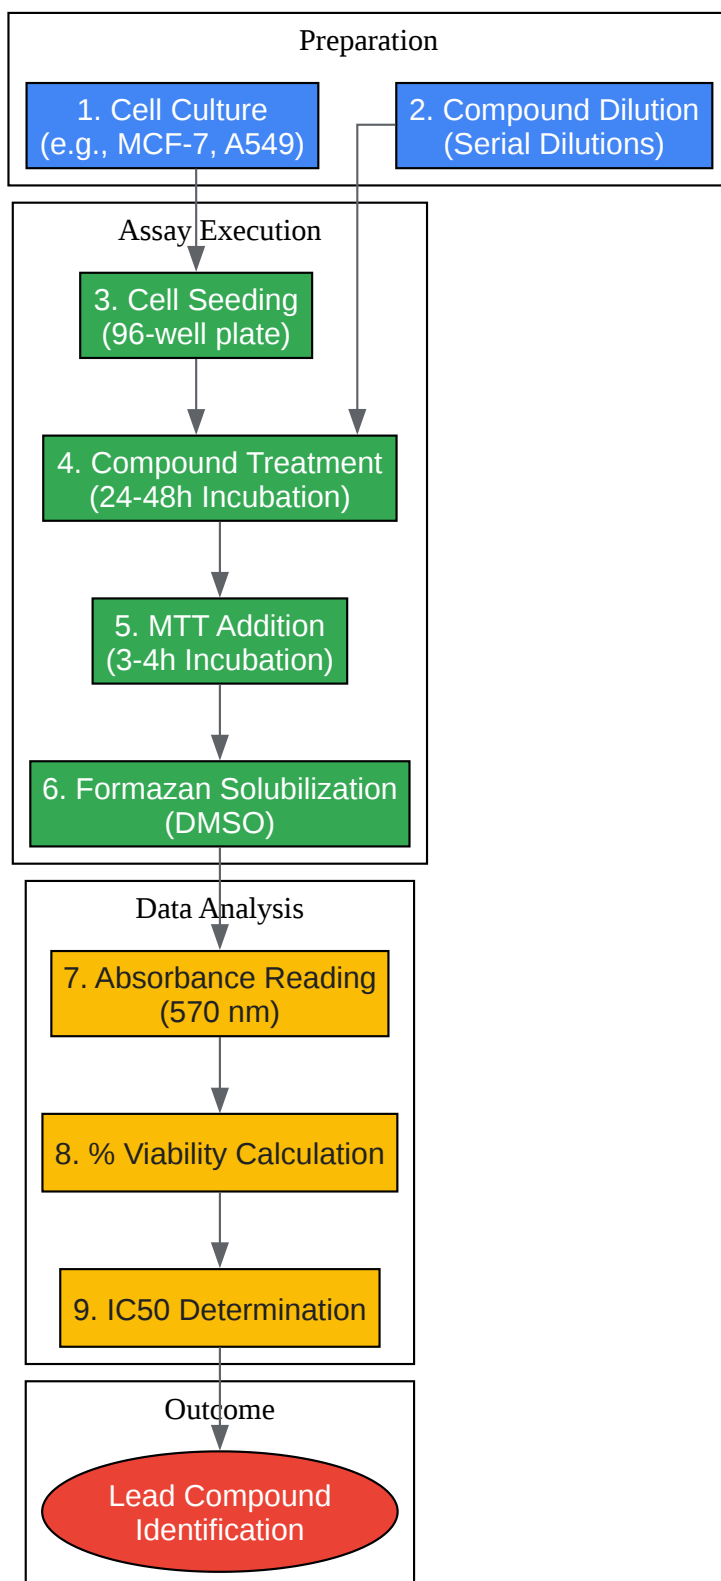 Preparation
1. Cell Culture
(e.g., MCF-7, A549)
2. Compound Dilution
(Serial Dilutions)
Assay Execution
3. Cell Seeding
(96-well plate)
4. Compound Treatment
(24-48h Incubation)
5. MTT Addition
(3-4h Incubation)
6. Formazan Solubilization
(DMSO)
Data Analysis
7. Absorbance Reading
(570 nm)
8. % Viability Calculation
9. IC50 Determination
Outcome
Lead Compound
Identification